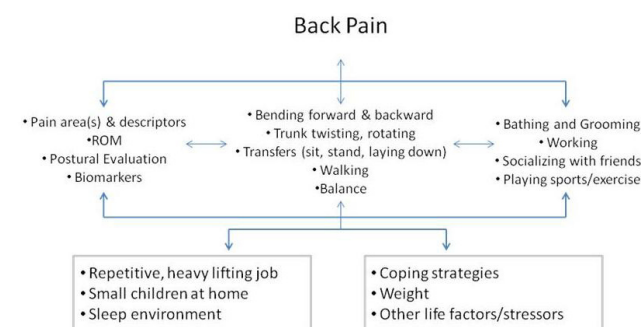 Back Pain
• Pain area(s) & descriptors
•ROM
• Postural Evaluation
• Biomarkers
• Bending forward & backward
• Trunk twisting, rotating
• Transfers (sit, stand, laying down)
• Walking
•Balance
• Bathing and Grooming
• Working
• Socializing with friends
• Playing sports/exercise
• Repetitive, heavy lifting job
• Small children at home
• Sleep environment
• Coping strategies
• Weight
• Other life factors/stressors